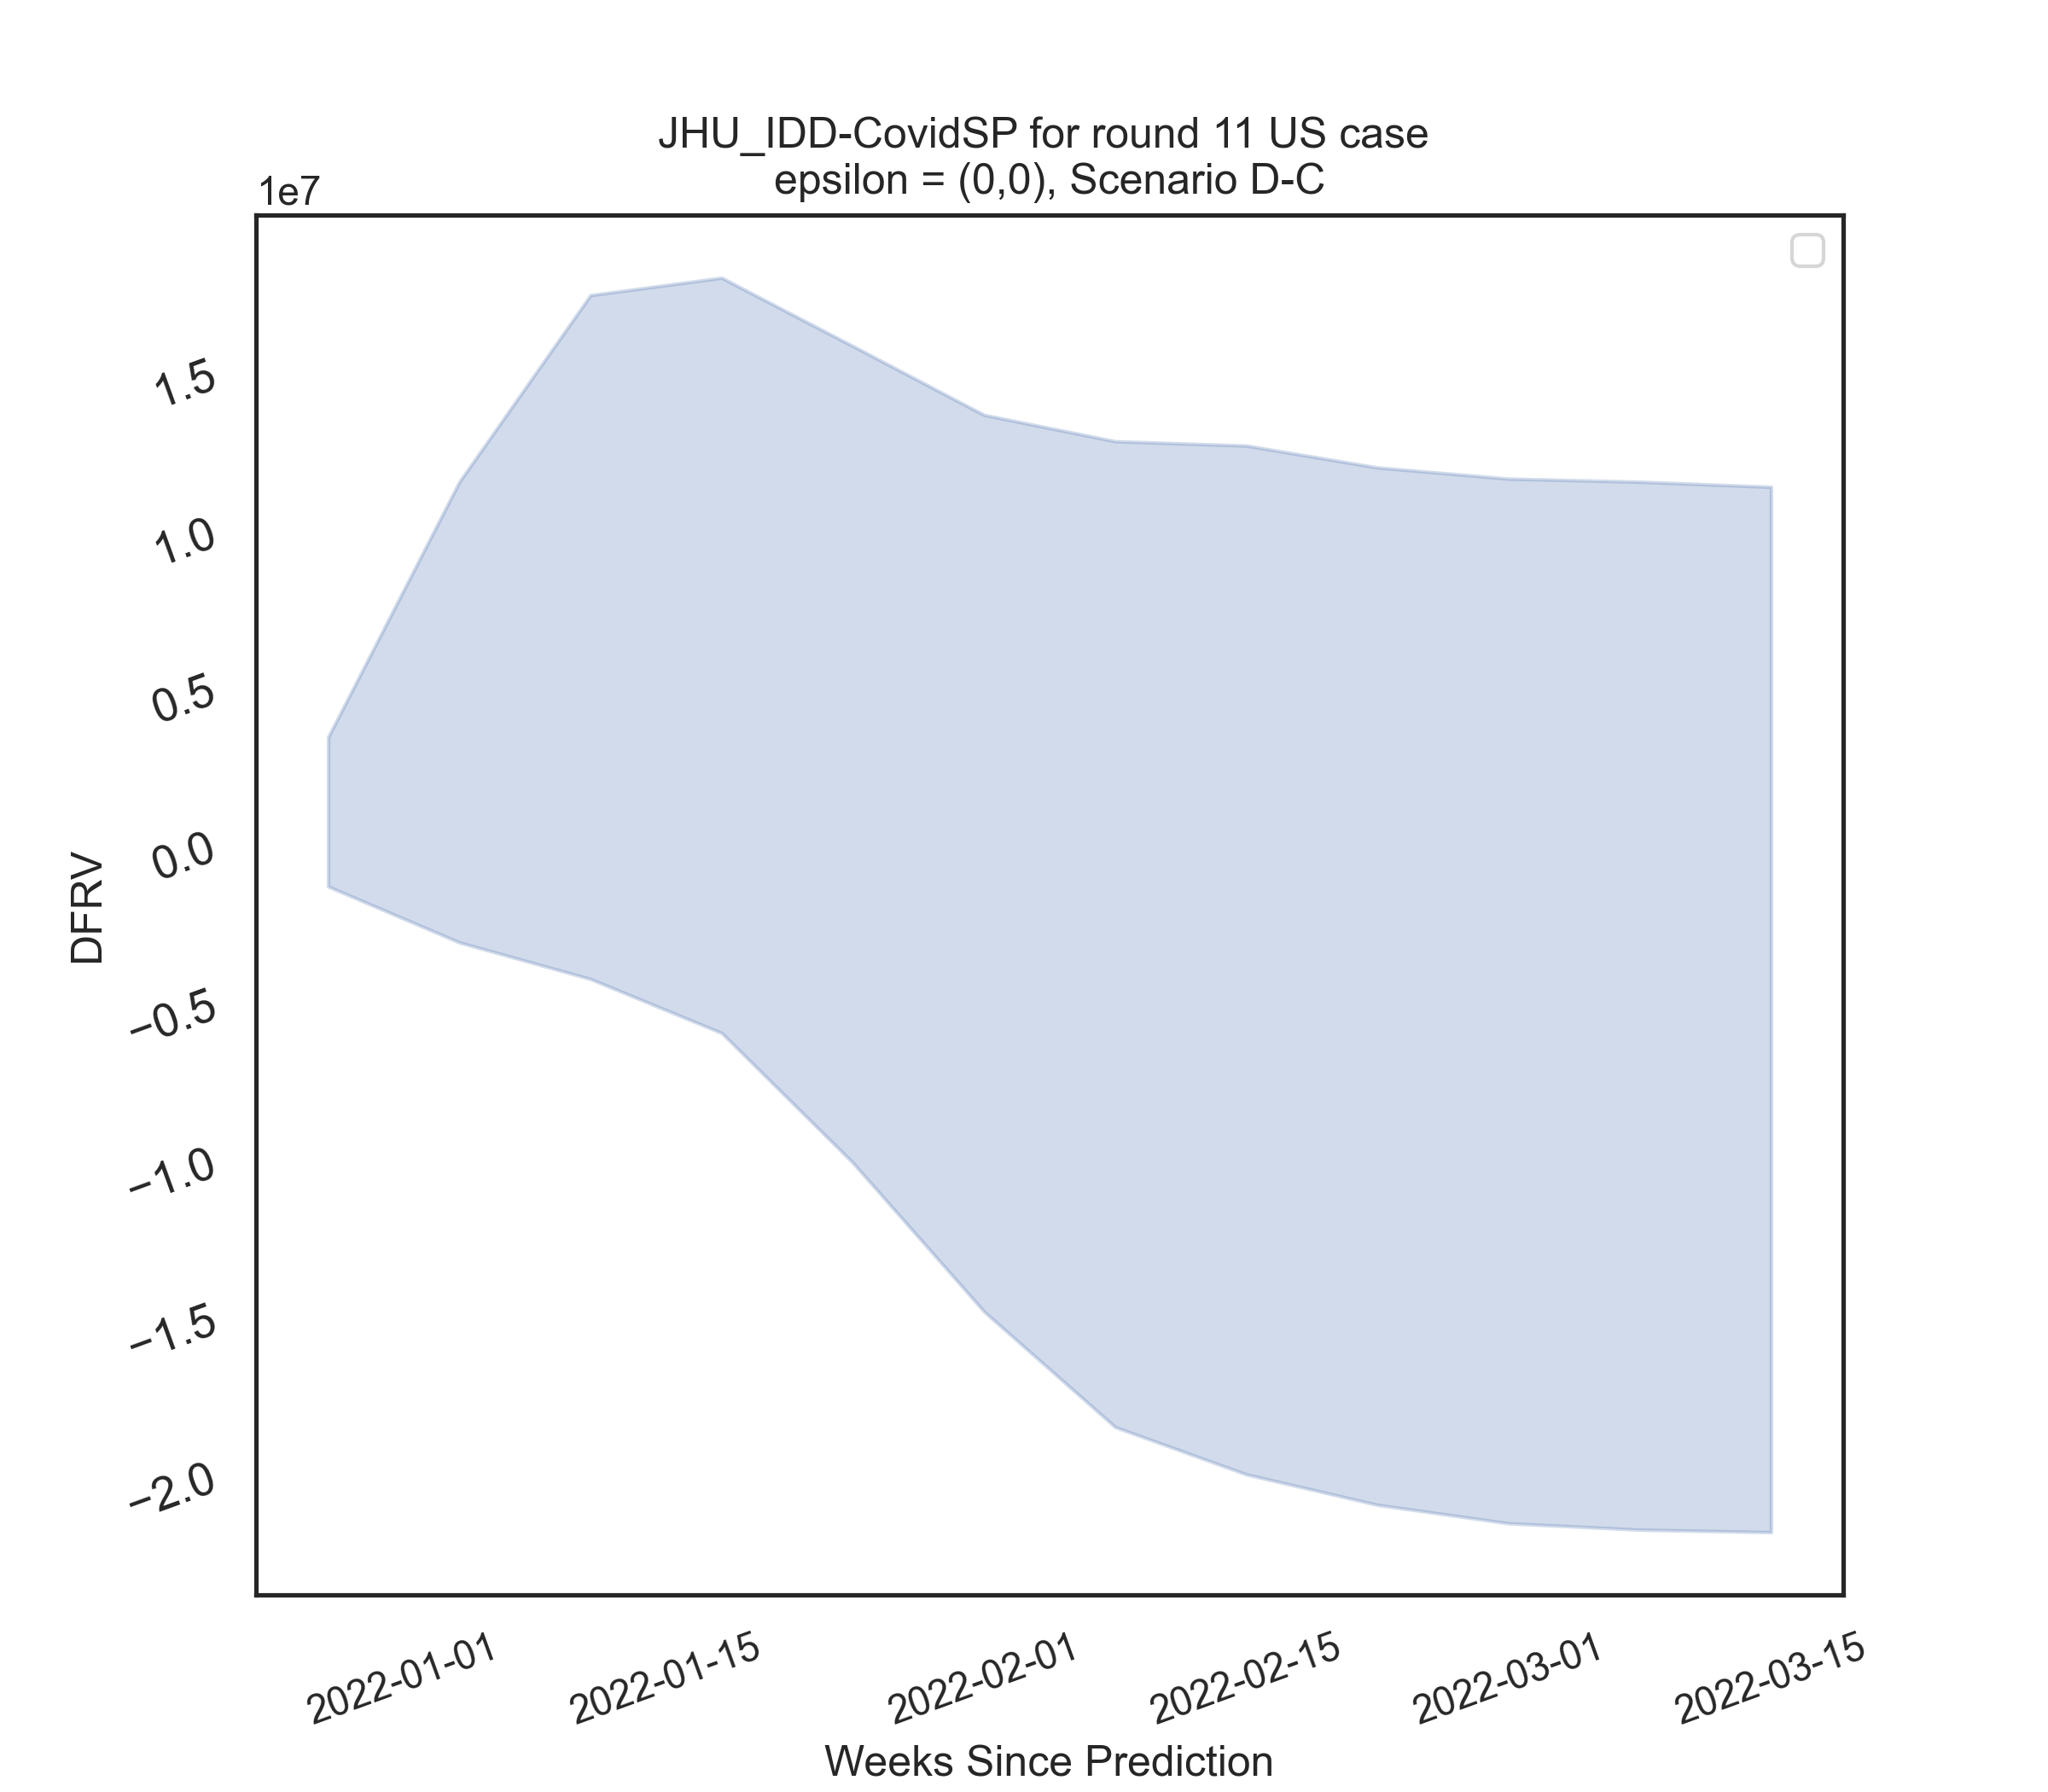 JHU_IDD-CovidSP for round 11 US case
epsilon = (0,0), Scenario D-C
1e7
1.5
1.0
0.5
0.0
−0.5
−1.0
−1.5
−2.0
DFRV
2022-01-01
2022-01-15
2022-02-01
2022-02-15
2022-03-01
2022-03-15
Weeks Since Prediction